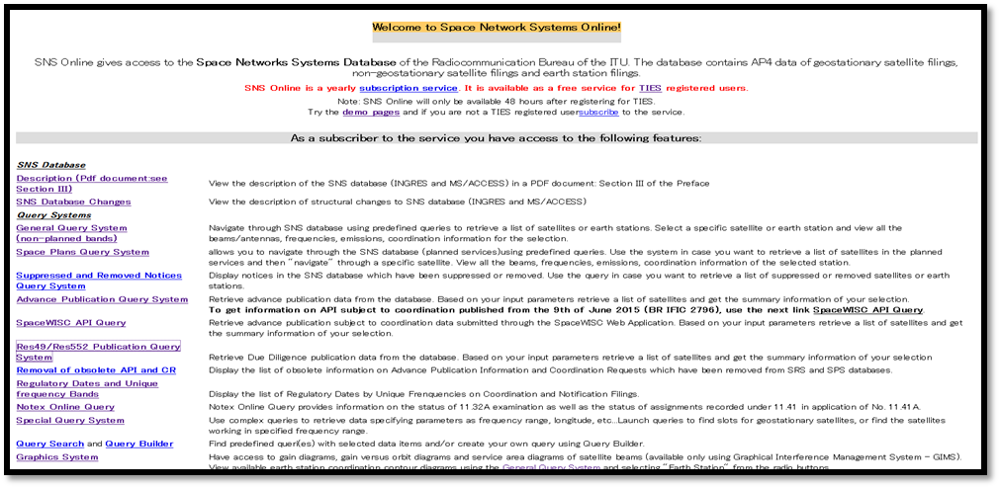 Welcome to Space Network Systems Online!
SNS Online gives access to the Space Networks Systems Database of the Radiocommunication Bureau of the ITU. The database contains AP4 data of geostationary satellite filings,
non-geostationary satellite filings and earth station filings.
SNS Online is a yearly subscription service. It is available as a free service for TIES registered users.
Note: SNS Online will only be available 48 hours after registering for TIES.
Try the demo pages and if you are not a TIES registered usersubscribe to the service.
As a subscriber to the service you have access to the following features:
SNS Database
Description (Pdf document:see
Section III)
View the description of the SNS database (INGRES and MS/ACCESS) in a PDF document: Section III of the Preface
SNS Database Changes
View the description of structural changes to SNS database (INGRES and MS/ACCESS)
Query Systems
General Query System
(non-planned bands)
Navigate through SNS database using predefined queries to retrieve a list of satellites or earth stations. Select a specific satellite or earth station and view all the
beams/antennas, frequencies, emissions, coordination information for the selection.
Space Plans Query System
allows you to navigate through the SNS database (planned services)using predefined queries. Use the system in case you want to retrieve a list of satellites in the planned
services and then "navigate" through a specific satellite. View all the beams, frequencies, emissions, coordination information of the selected station.
Suppressed and Removed Notices
Query System
Display notices in the SNS database which have been suppressed or removed. Use the query in case you want to retrieve a list of suppressed or removed satellites or earth
stations.
Advance Publication Query System
Retrieve advance publication data from the database. Based on your input parameters retrieve a list of satellites and get the summary information of your selection.
To get information on API subject to coordination published from the 9th of June 2015 (BR IFIC 2796), use the next link SpaceWISC API Query.
SpaceWISC API Query
Retrieve advance publication subject to coordination data submitted through the SpaceWISC Web Application. Based on your input parameters retrieve a list of satellites and get
the summary information of your selection.
Res49/Res552 Publication Query
System
Retrieve Due Diligence publication data from the database. Based on your input parameters retrieve a list of satellites and get the summary information of your selection
Removal of obsolete API and CR
Display the list of obsolete information on Advance Publication Information and Coordination Requests which have been removed from SRS and SPS databases.
Regulatory Dates and Unique
frequency Bands
Display the list of Regulatory Dates by Unique Frenquencies on Coordination and Notification Filings.
Notex Online Query
Notex Online Query provides information on the status of 11.32A examination as well as the status of assignments recorded under 11.41 in application of No. 11.41A.
Special Query System
Use complex queries to retrieve data specifying parameters as frequency range, longitude, etc...Launch queries to find slots for geostationary satellites, or find the satellites
working in specified frequency range.
Query Search and Query Builder
Find predefined queri(es) with selected data items and/or create your own query using Query Builder.
Graphics System
Have access to gain diagrams, gain versus orbit diagrams and service area diagrams of satellite beams (available only using Graphical Interference Management System - GIMS).
View available earth station coordination contour diagrams using the General Query System and selecting "Earth Station" from the radio buttons.